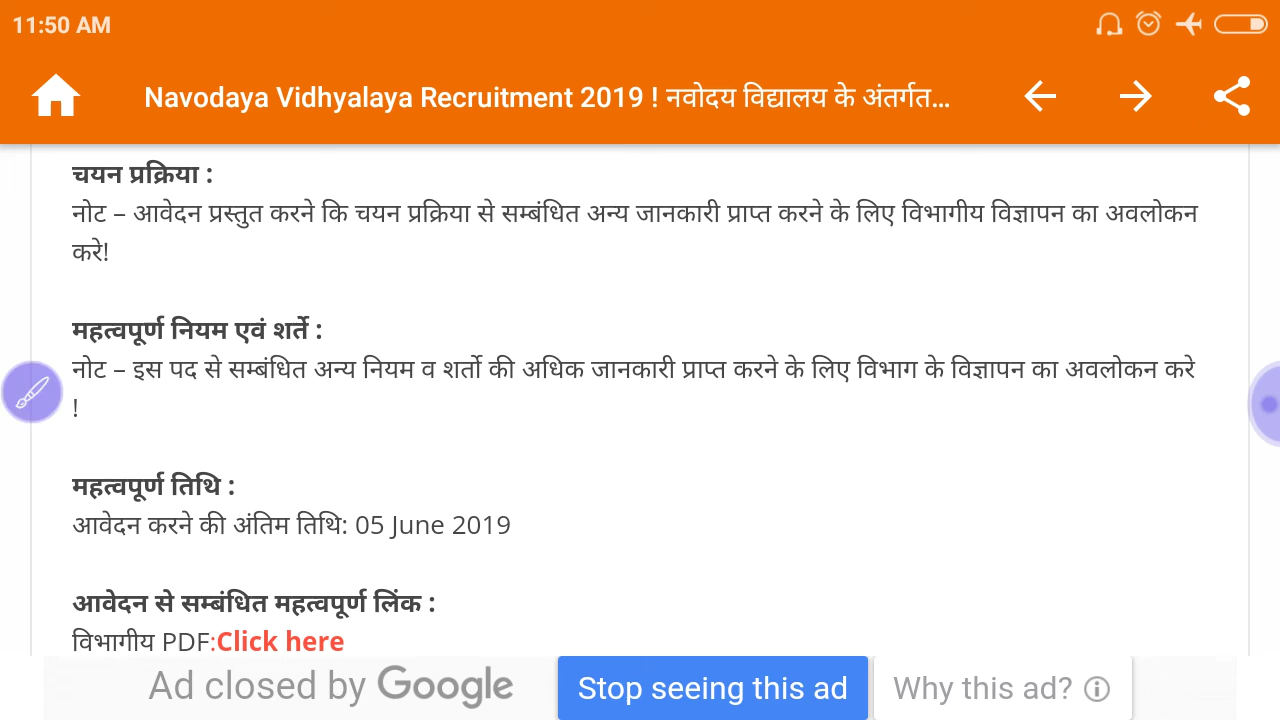 11:50 AM
Navodaya Vidhyalaya Recruitment 2019 ! नवोदय विद्यालय के अंतर्गत...
चयन प्रक्रिया :
नोट – आवेदन प्रस्तुत करने कि चयन प्रक्रिया से सम्बंधित अन्य जानकारी प्राप्त करने के लिए विभागीय विज्ञापन का अवलोकन
करे!
महत्वपूर्ण नियम एवं शर्ते :
नोट – इस पद से सम्बंधित अन्य नियम व शर्तो की अधिक जानकारी प्राप्त करने के लिए विभाग के विज्ञापन का अवलोकन करे
!
महत्वपूर्ण तिथि :
आवेदन करने की अंतिम तिथि: 05 June 2019
आवेदन से सम्बंधित महत्वपूर्ण लिंक :
विभागीय PDF:Click here
Ad closed by Google Stop seeing this ad Why this ad?